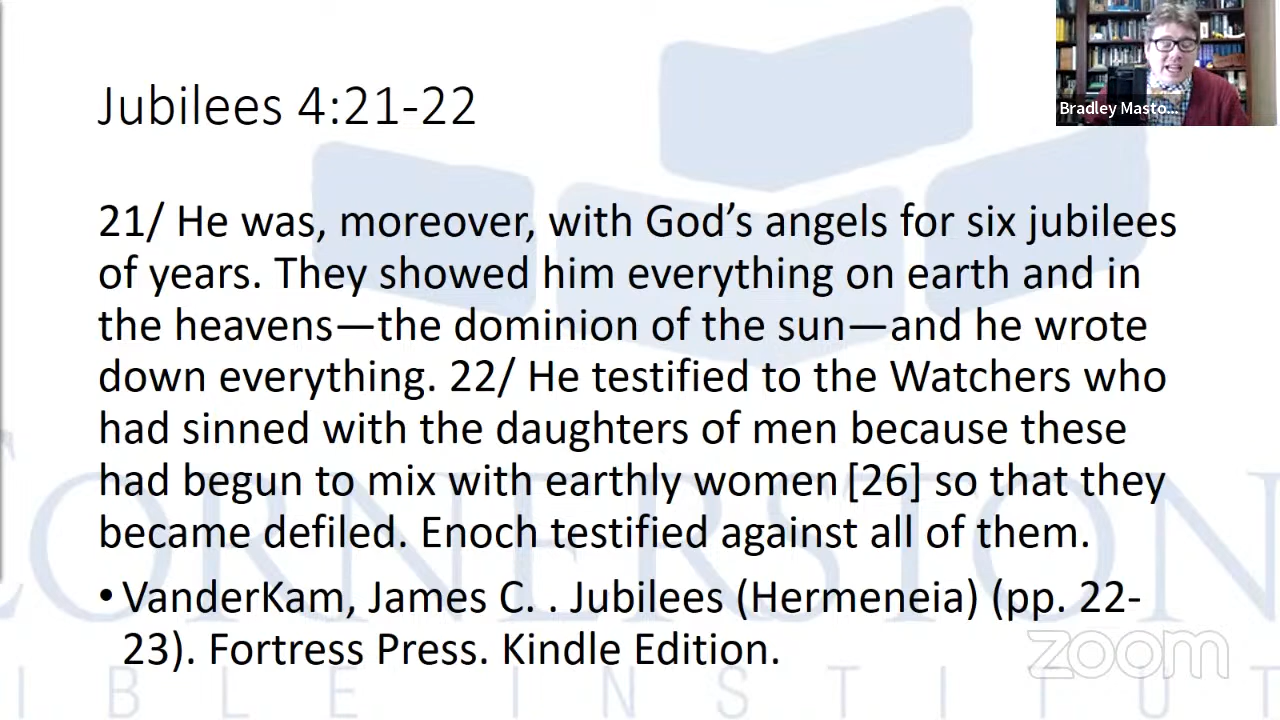 Bradley Masto...
Jubilees 4:21-22
21/ He was, moreover, with God’s angels for six jubilees
of years. They showed him everything on earth and in
the heavens—the dominion of the sun—and he wrote
down everything. 22/ He testified to the Watchers who
had sinned with the daughters of men because these
had begun to mix with earthly women [26] so that they
became defiled. Enoch testified against all of them.
• VanderKam, James C. . Jubilees (Hermeneia) (pp. 22-
23). Fortress Press. Kindle Edition.
zoom
CORNERSTON
IBLE INSTITUT